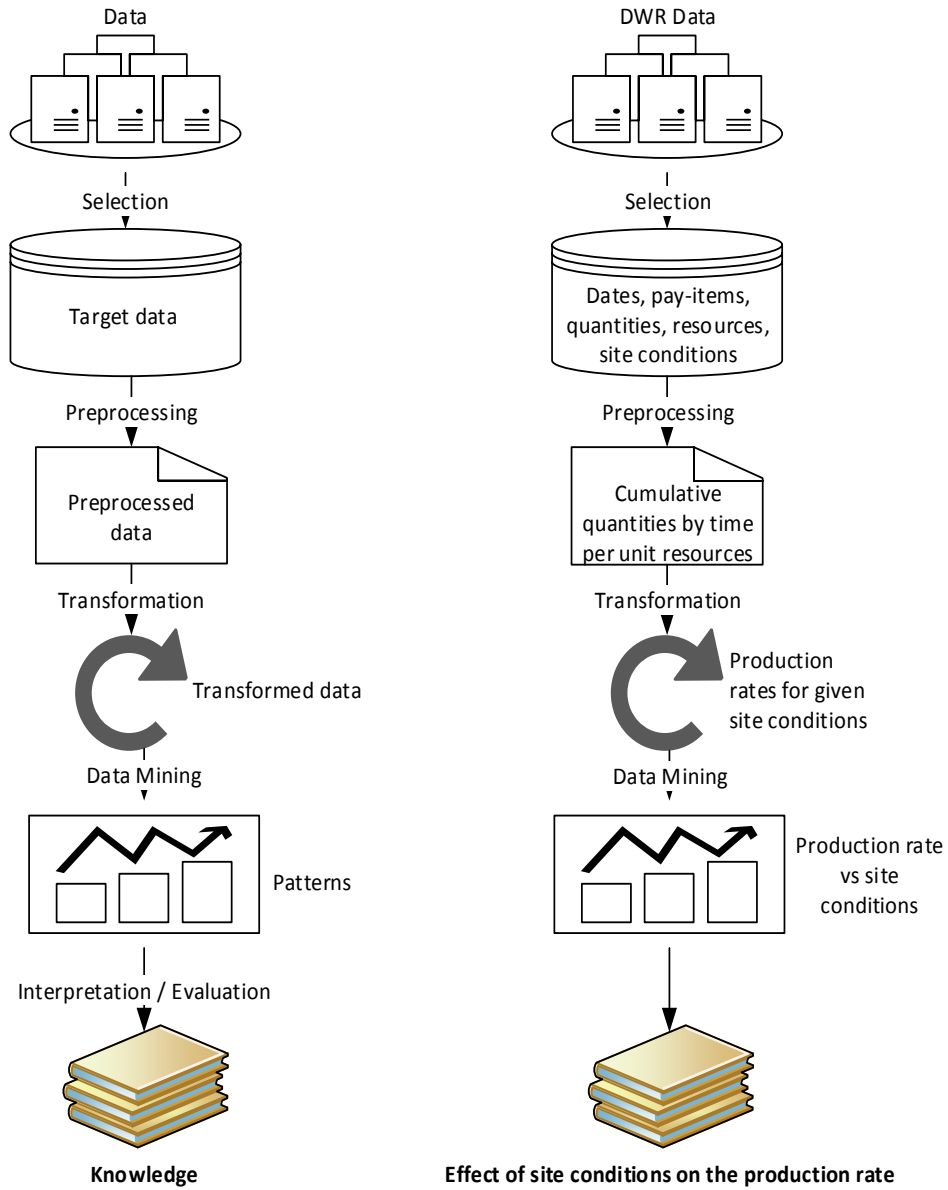 Data
Selection
Target data
Preprocessing
Preprocessed
data
Transformation
Transformed data
Data Mining
Patterns
Interpretation / Evaluation
Knowledge
DWR Data
Selection
Dates, pay-items,
quantities, resources,
site conditions
Preprocessing
Cumulative
quantities by time
per unit resources
Transformation
Production
rates for given
site conditions
Data Mining
Production rate
vs site
conditions
Effect of site conditions on the production rate